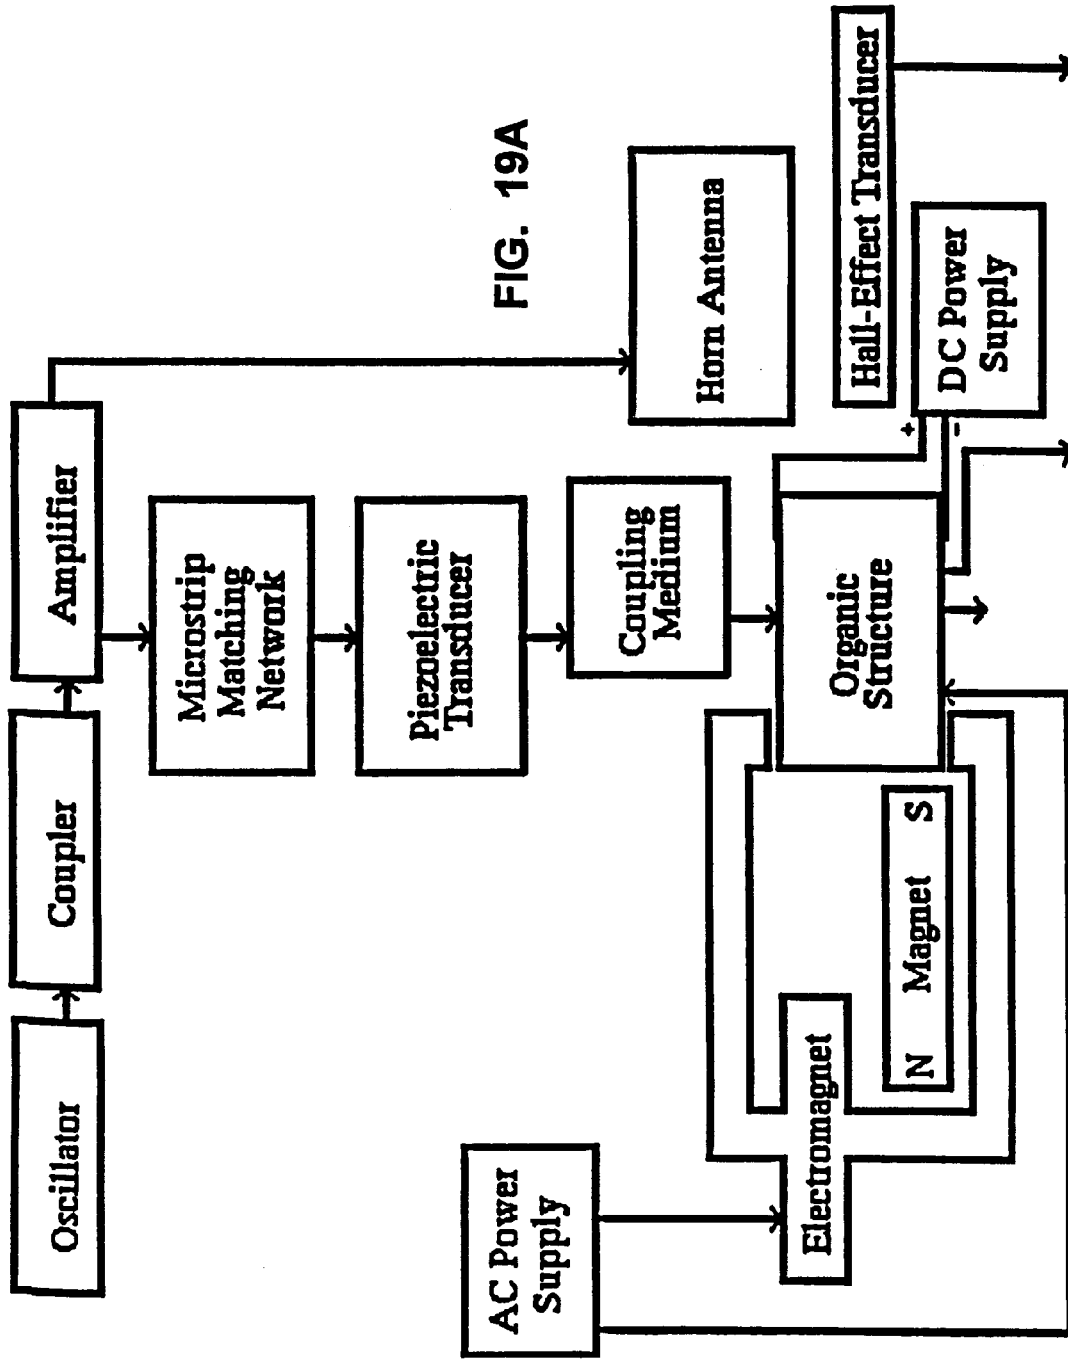 Oscillator
Coupler
Amplifier
Microstrip
Matching
Network
Piezoelectric
Transducer
Coupling
Medium
Organic
Structure
Horn Antenna
FIG. 19A
Hall-Effect Transducer
DC Power
Supply
+
-
AC Power
Supply
Electromagnet
N Magnet S